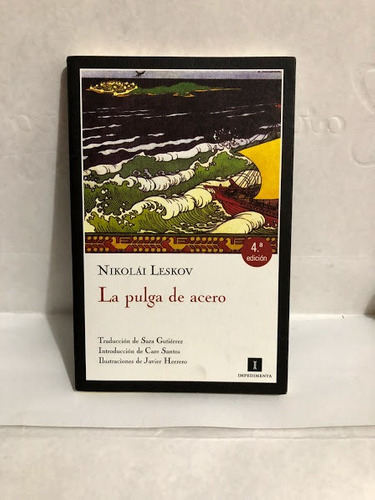 4.ª
edición
NIKOLÁI LESKOV
La pulga de acero
Traducción de Sara Gutiérrez
Introducción de Care Santos
Ilustraciones de Javier Herrero
I
IMPEDIMENTA